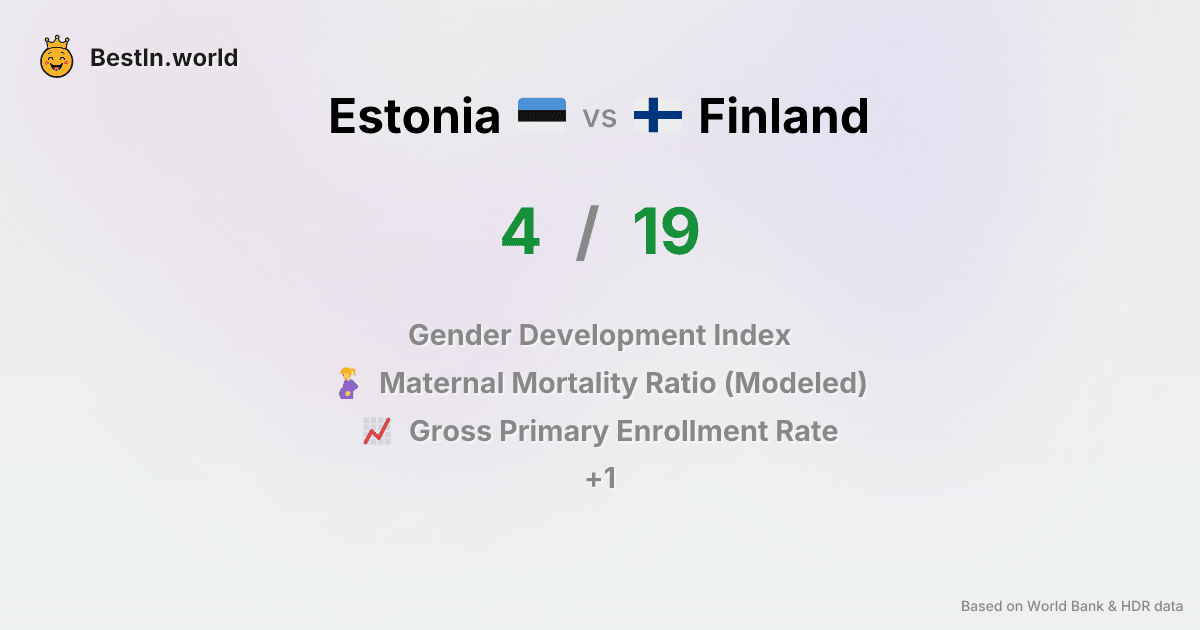 BestIn.world
Estonia vs Finland
4 / 19
Gender Development Index
Maternal Mortality Ratio (Modeled)
Gross Primary Enrollment Rate
+1
Based on World Bank & HDR data